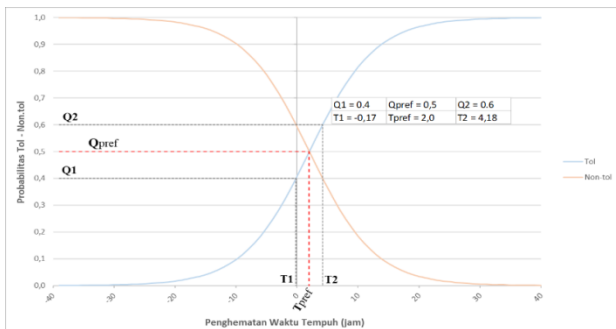 1,0
0,9
0,8
0,7
0,6
0,5
0,4
0,3
0,2
0,1
0,0
Probabilitas Tol - Non.tol
Q2
Qpref
Q1
Q1 = 0.4 Qpref = 0,5 Q2 = 0.6
T1 = -0,17 Tpref = 2,0 T2 = 4,18
Tol
Non-tol
T1 T2
Tpref
-40 -30 -20 -10 0 10 20 30 40
Penghematan Waktu Tempuh (jam)